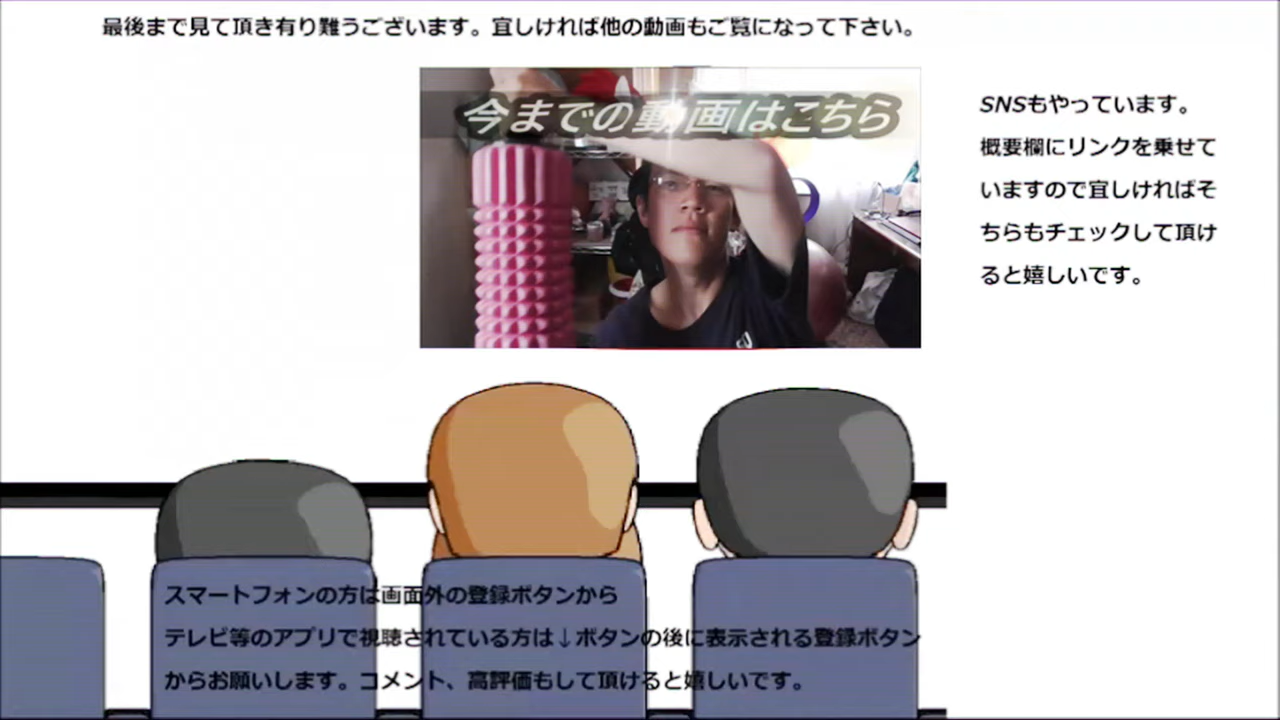 最後まで見て頂き有り難うございます。宜しければ他の動画もご覧になって下さい。
今までの動画はこちら
SNSもやっています。
概要欄にリンクを乗せて
いますので宜しければそ
ちらもチェックして頂け
ると嬉しいです。
スマートフォンの方は画面外の登録ボタンから
テレビ等のアプリで視聴されている方は↓ボタンの後に表示される登録ボタン
からお願いします。コメント、高評価もして頂けると嬉しいです。